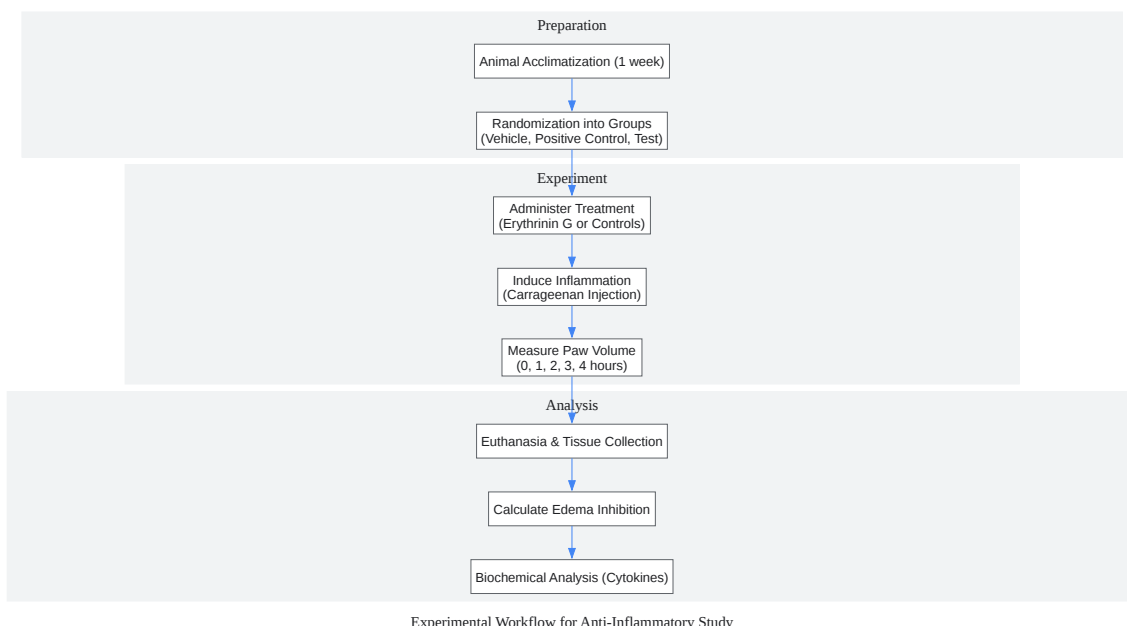 Preparation
Animal Acclimatization (1 week)
Randomization into Groups
(Vehicle, Positive Control, Test)
Experiment
Administer Treatment
(Erythrinin G or Controls)
Induce Inflammation
(Carrageenan Injection)
Measure Paw Volume
(0, 1, 2, 3, 4 hours)
Analysis
Euthanasia & Tissue Collection
Calculate Edema Inhibition
Biochemical Analysis (Cytokines)
Experimental Workflow for Anti-Inflammatory Study